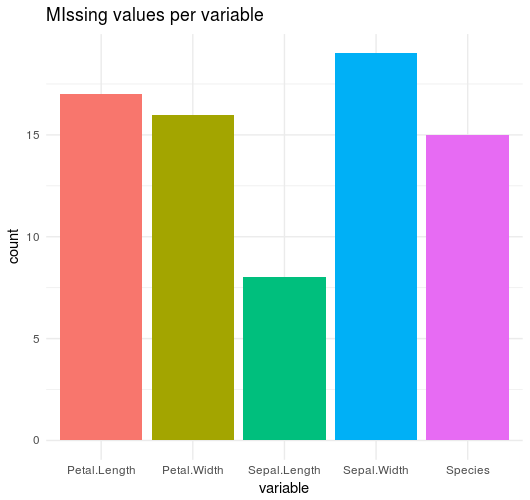 MIssing values per variable
count
15
10
5
0
Petal.Length Petal.Width Sepal.Length Sepal.Width Species
variable